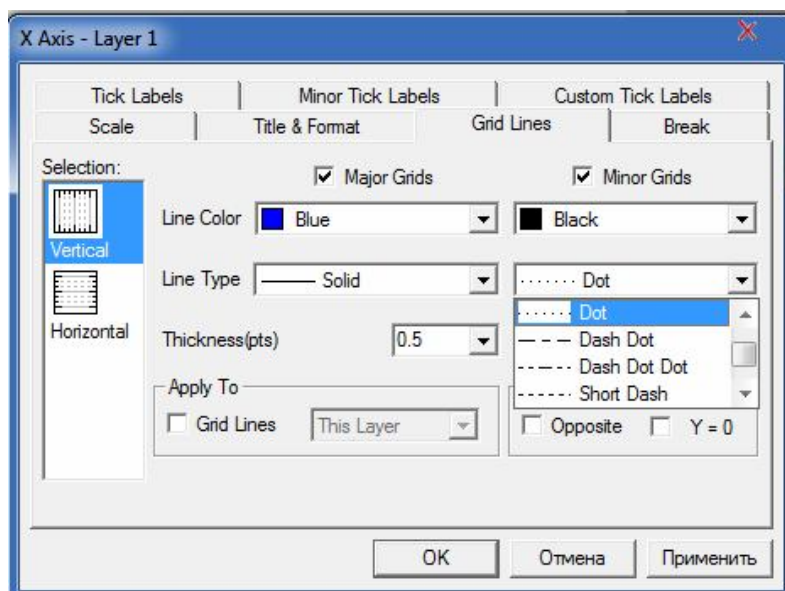 X Axis - Layer 1
Tick Labels Minor Tick Labels Custom Tick Labels
Scale Title & Format Grid Lines Break
Selection:
Major Grids Minor Grids
Line Color Blue Black
Vertical
Line Type Solid Dot
Dot
Horizontal
Thickness(pts) 0.5 Dash Dot
Dash Dot Dot
Apply To Short Dash
Grid Lines This Layer Opposite Y = 0
OK Отмена Применить